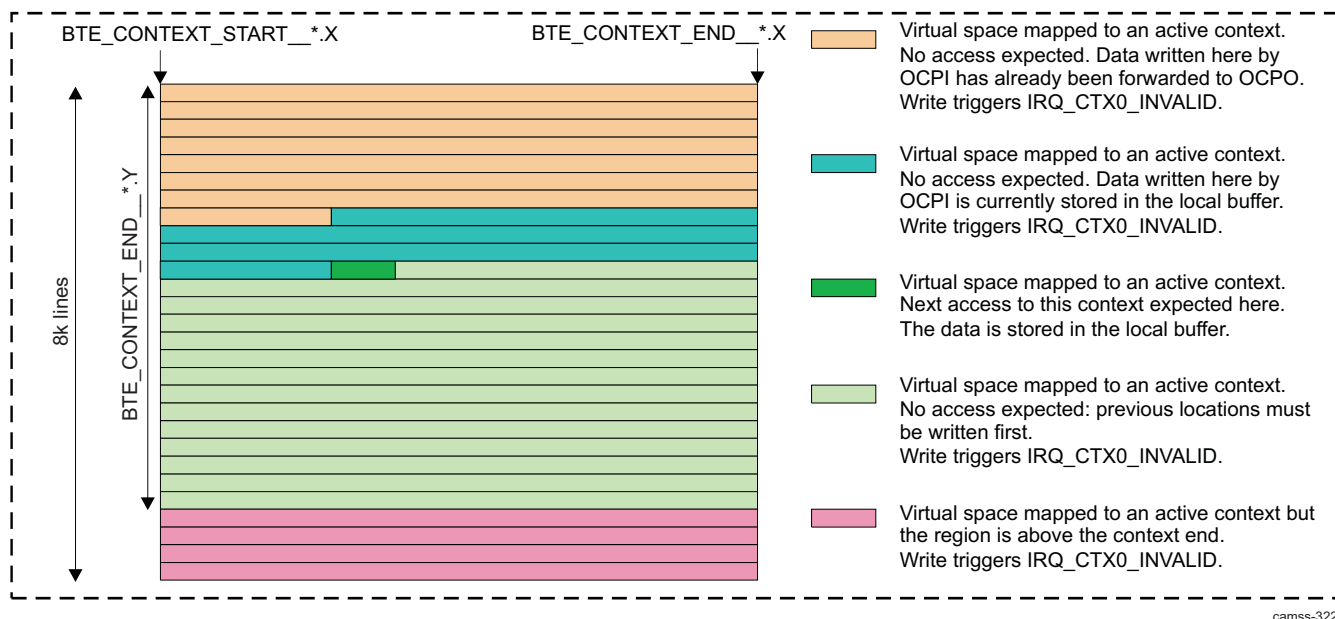 BTE_CONTEXT_START__*.X
BTE_CONTEXT_END__*.X
8k lines
BTE_CONTEXT_END__*.Y
Virtual space mapped to an active context.
No access expected. Data written here by
OCPI has already been forwarded to OCPO.
Write triggers IRQ_CTX0_INVALID.
Virtual space mapped to an active context.
No access expected. Data written here by
OCPI is currently stored in the local buffer.
Write triggers IRQ_CTX0_INVALID.
Virtual space mapped to an active context.
Next access to this context expected here.
The data is stored in the local buffer.
Virtual space mapped to an active context.
No access expected: previous locations must
be written first.
Write triggers IRQ_CTX0_INVALID.
Virtual space mapped to an active context but
the region is above the context end.
Write triggers IRQ_CTX0_INVALID.
camss-322